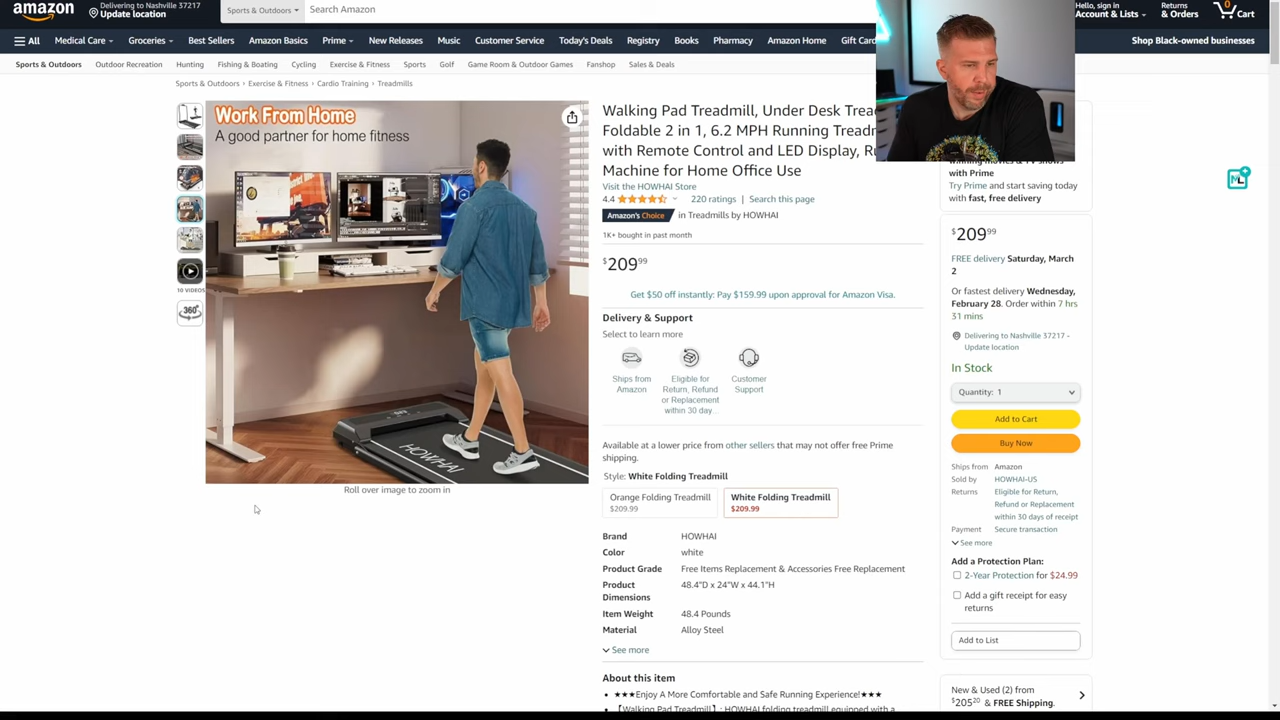 amazon
Delivering to Nashville 37217
Update location
Sports & Outdoors
Search Amazon
Hello, sign in
Account & Lists
Returns
& Orders
0
Cart
All
Medical Care
Groceries
Best Sellers
Amazon Basics
Prime
New Releases
Music
Customer Service
Today's Deals
Registry
Books
Pharmacy
Amazon Home
Gift Card
Shop Black-owned businesses
Sports & Outdoors
Outdoor Recreation
Hunting
Fishing & Boating
Cycling
Exercise & Fitness
Sports
Golf
Game Room & Outdoor Games
Fanshop
Sales & Deals
Sports & Outdoors › Exercise & Fitness › Cardio Training › Treadmills
Work From Home
A good partner for home fitness
HOWHAI
10 VIDEOS
360°
Roll over image to zoom in
Walking Pad Treadmill, Under Desk Trea
Foldable 2 in 1, 6.2 MPH Running Treadm
with Remote Control and LED Display, Ru
Machine for Home Office Use
Visit the HOWHAI Store
4.4
220 ratings | Search this page
Amazon's Choice in Treadmills by HOWHAI
1K+ bought in past month
$20999
Get $50 off instantly: Pay $159.99 upon approval for Amazon Visa.
Delivery & Support
Select to learn more
Ships from
Amazon
Eligible for
Return, Refund
or Replacement
within 30 day...
Customer
Support
Available at a lower price from other sellers that may not offer free Prime
shipping.
Style: White Folding Treadmill
Orange Folding Treadmill
$209.99
White Folding Treadmill
$209.99
Brand HOWHAI
Color white
Product Grade Free Items Replacement & Accessories Free Replacement
Product
Dimensions
48.4"D x 24"W x 44.1"H
Item Weight 48.4 Pounds
Material Alloy Steel
See more
About this item
★★★Enjoy A More Comfortable and Safe Running Experience!★★★
【Walking Pad Treadmill】: HOWHAI folding treadmill equipped with a
with Prime
Try Prime and start saving today
with fast, free delivery
$20999
FREE delivery Saturday, March
2
Or fastest delivery Wednesday,
February 28. Order within 7 hrs
31 mins
Delivering to Nashville 37217 -
Update location
In Stock
Quantity: 1
Add to Cart
Buy Now
Ships from Amazon
Sold by HOWHAI-US
Returns Eligible for Return,
Refund or Replacement
within 30 days of receipt
Payment Secure transaction
See more
Add a Protection Plan:
2-Year Protection for $24.99
Add a gift receipt for easy
returns
Add to List
New & Used (2) from
$20520 & FREE Shipping.